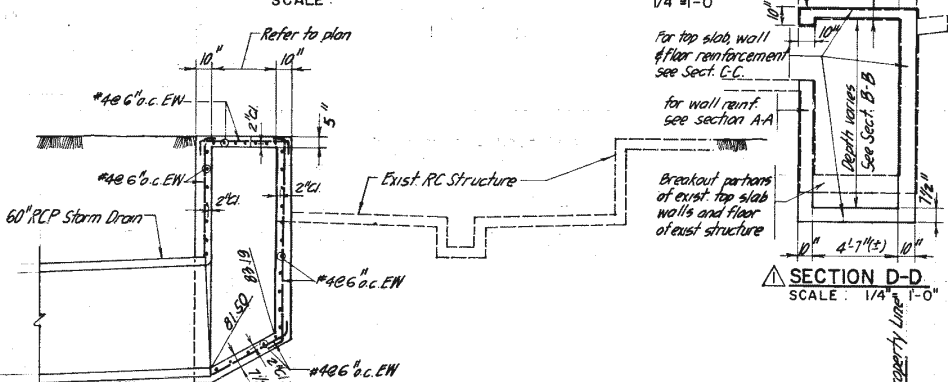 SCALE:
Refer to plan
10"
10"
#4@6" o.c. EW
2"Cl.
5"
#4@6" o.c. EW
2"Cl.
2"Cl.
Exist. RC Structure
60" RCP Storm Drain
#4@6" o.c. EW
83.19
81.50
2"Cl
#4@6" o.c. EW
1/4"=1'-0"
10"
10"
For top slab, wall
& floor reinforcement
see Sect. C-C.
for wall reinf.
see section A-A
Depth varies
See Sect. B-B
Breakout portions
of exist. top slab
walls and floor
of exist structure
7 1/2"
10"
4'-7"(±)
10"
1 SECTION D-D
SCALE: 1/4"=1'-0"
Property Line